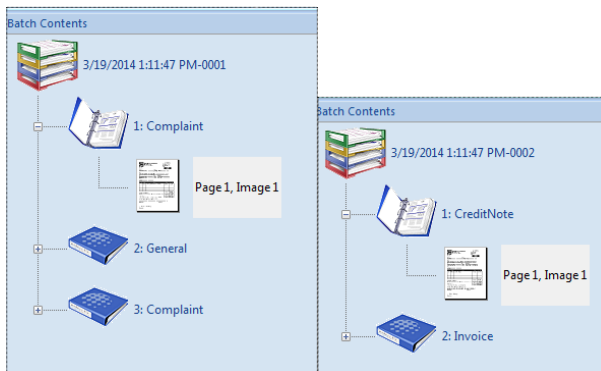 Batch Contents
3/19/2014 1:11:47 PM-0001
1: Complaint
Page 1, Image 1
2: General
3: Complaint
Batch Contents
3/19/2014 1:11:47 PM-0002
1: CreditNote
Page 1, Image 1
2: Invoice